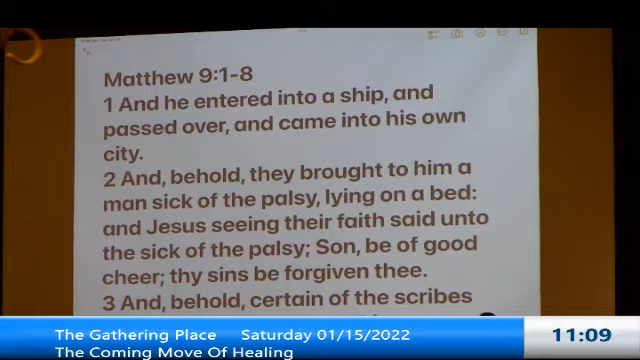 Matthew 9:1-8
1 And he entered into a ship, and
passed over, and came into his own
city.
2 And, behold, they brought to him a
man sick of the palsy, lying on a bed:
and Jesus seeing their faith said unto
the sick of the palsy; Son, be of good
cheer; thy sins be forgiven thee.
3 And, behold, certain of the scribes
The Gathering Place Saturday 01/15/2022 11:09
The Coming Move Of Healing